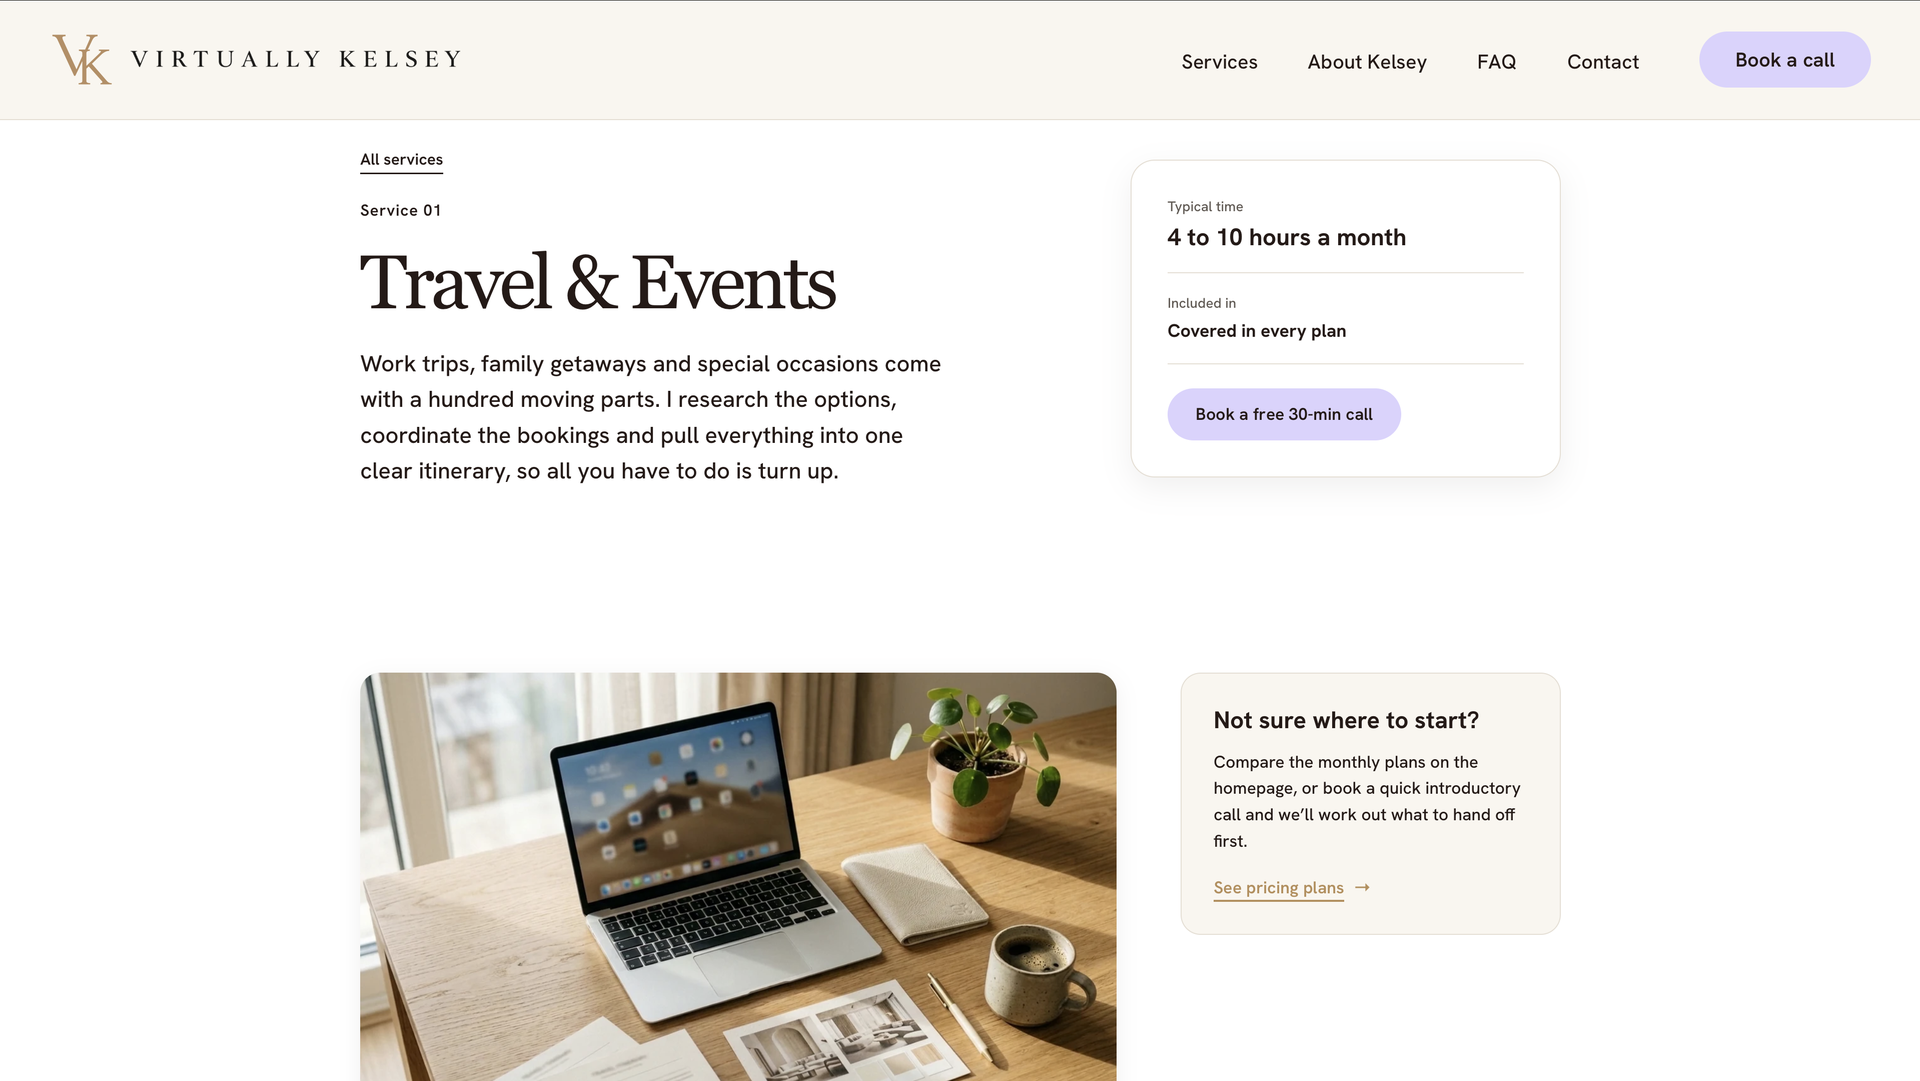 VK VIRTUALLY KELSEY
Services
About Kelsey
FAQ
Contact
Book a call
All services
Service 01
Travel & Events
Work trips, family getaways and special occasions come
with a hundred moving parts. I research the options,
coordinate the bookings and pull everything into one
clear itinerary, so all you have to do is turn up.
Typical time
4 to 10 hours a month
Included in
Covered in every plan
Book a free 30-min call
Not sure where to start?
Compare the monthly plans on the
homepage, or book a quick introductory
call and we’ll work out what to hand off
first.
See pricing plans →